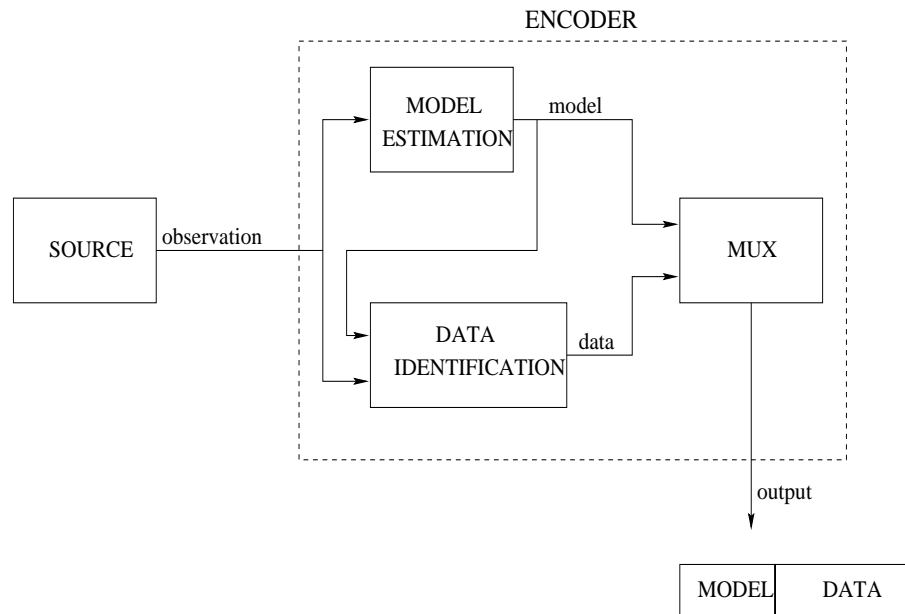 ENCODER
MODEL
ESTIMATION
model
SOURCE
observation
MUX
DATA
IDENTIFICATION
data
output
MODEL
DATA